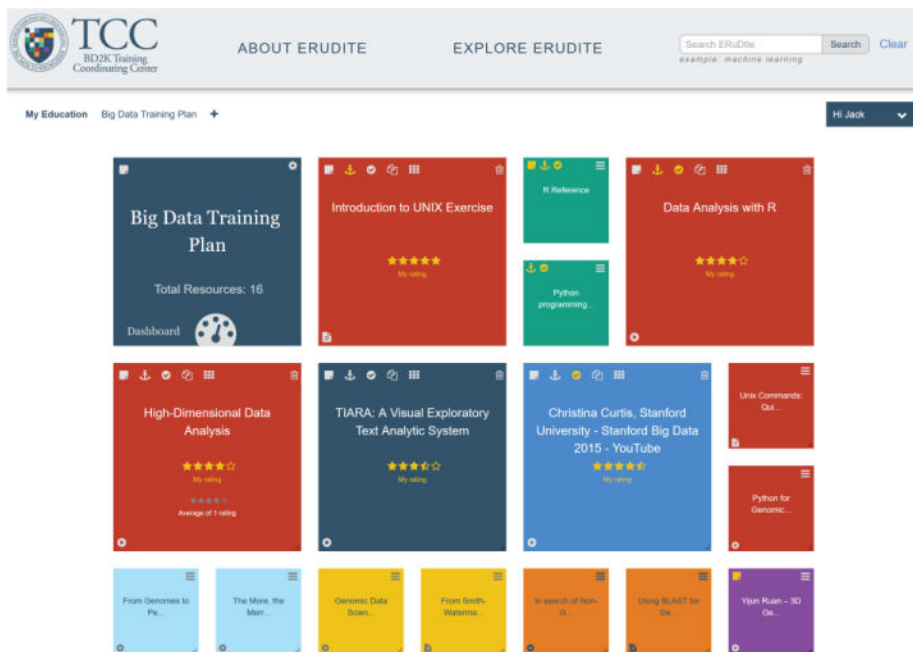 TCC
BD2K Training
Coordinating Center
ABOUT ERUDITE
EXPLORE ERUDITE
Search ERuDIte
Search
Clear
example: machine learning
My Education
Big Data Training Plan
+
Hi Jack
Big Data Training
Plan
Total Resources: 16
Dashboard
Introduction to UNIX Exercise
My rating
R Reference
Python
programming...
Data Analysis with R
My rating
High-Dimensional Data
Analysis
My rating
Average of 1 rating
TIARA: A Visual Exploratory
Text Analytic System
My rating
Christina Curtis, Stanford
University - Stanford Big Data
2015 - YouTube
My rating
Unix Commands:
Qui...
Python for
Genomic...
From Genomes to
Pe...
The More, the
Merr...
Genomic Data
Scien...
From Smith-
Waterma...
In search of Non-
G...
Using BLAST for
Ge...
Yijun Ruan – 3D
Ge...